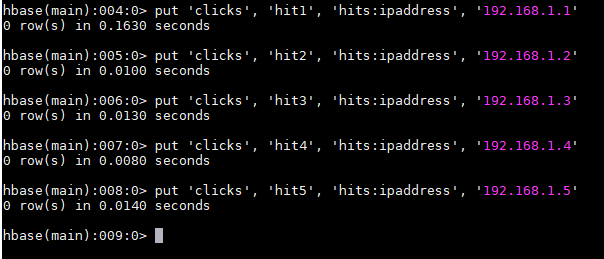 hbase(main):004:0> put 'clicks', 'hit1', 'hits:ipaddress', '192.168.1.1'
0 row(s) in 0.1630 seconds
hbase(main):005:0> put 'clicks', 'hit2', 'hits:ipaddress', '192.168.1.2'
0 row(s) in 0.0100 seconds
hbase(main):006:0> put 'clicks', 'hit3', 'hits:ipaddress', '192.168.1.3'
0 row(s) in 0.0130 seconds
hbase(main):007:0> put 'clicks', 'hit4', 'hits:ipaddress', '192.168.1.4'
0 row(s) in 0.0080 seconds
hbase(main):008:0> put 'clicks', 'hit5', 'hits:ipaddress', '192.168.1.5'
0 row(s) in 0.0140 seconds
hbase(main):009:0>